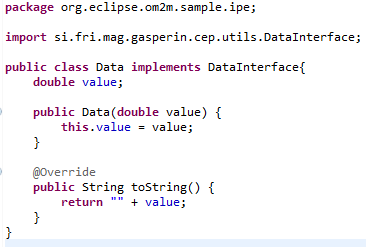 package org.eclipse.om2m.sample.ipe;
import si.fri.mag.gasperin.cep.utils.DataInterface;
public class Data implements DataInterface{
double value;
public Data(double value) {
this.value = value;
}
@Override
public String toString() {
return "" + value;
}
}